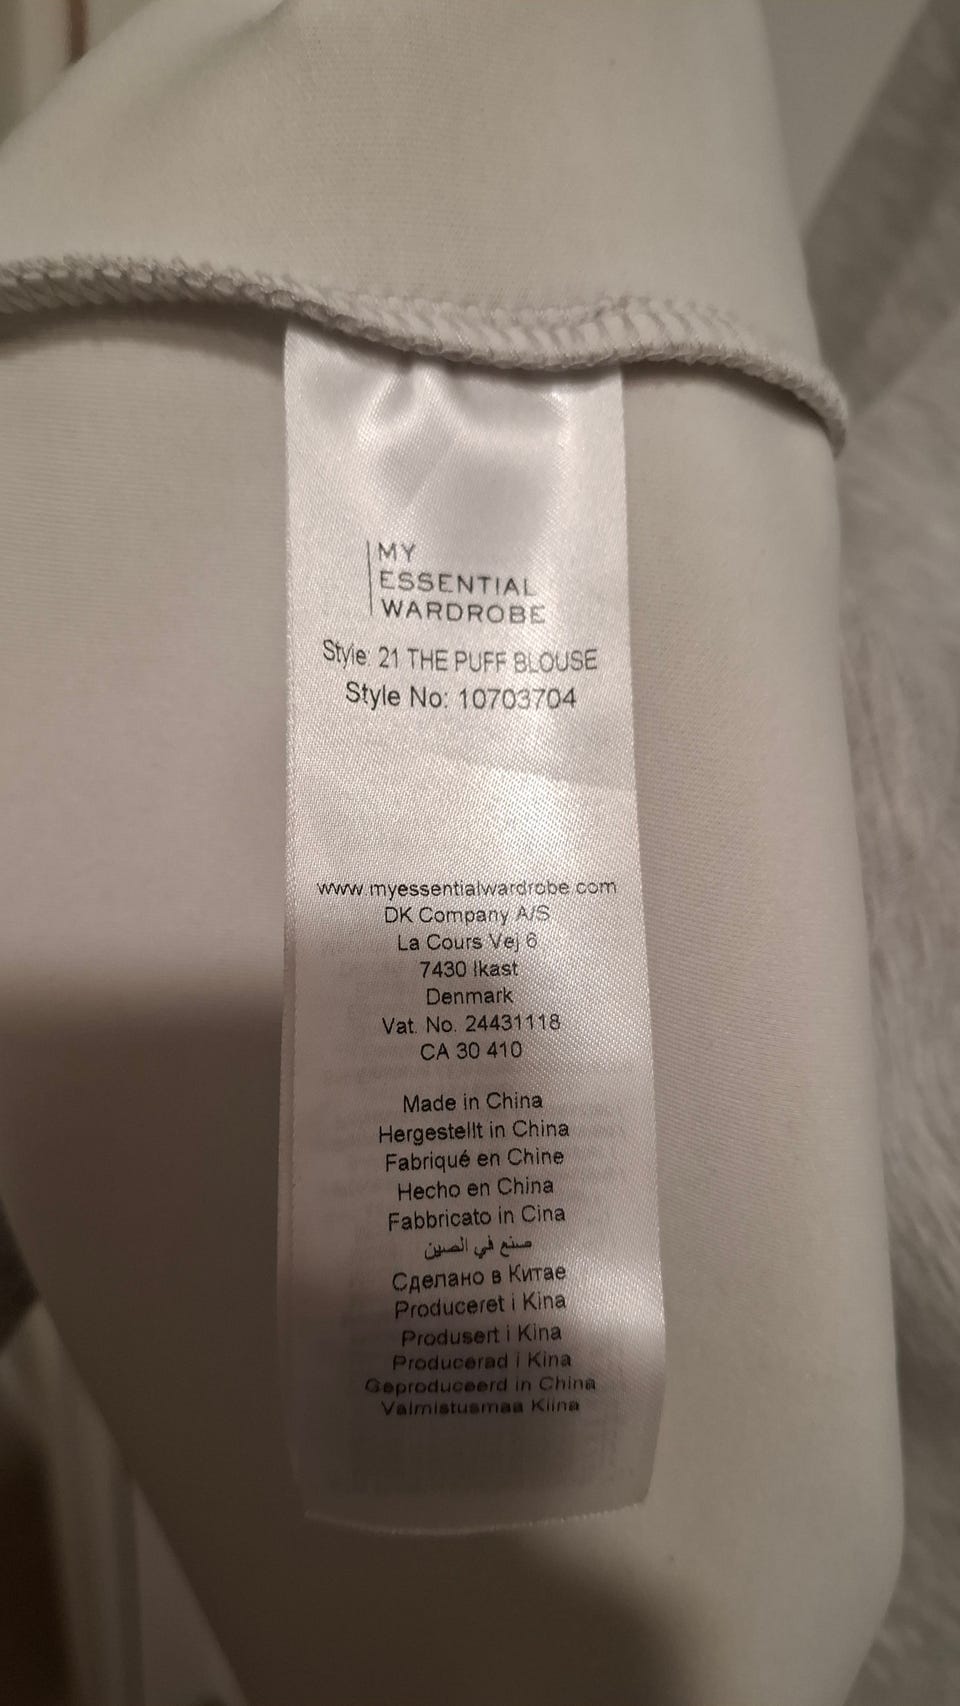 MY
ESSENTIAL
WARDROBE
Style: 21 THE PUFF BLOUSE
Style No: 10703704
www.myessentialwardrobe.com
DK Company A/S
La Cours Vej 6
7430 Ikast
Denmark
Vat. No. 24431118
CA 30 410
Made in China
Hergestellt in China
Fabriqué en Chine
Hecho en China
Fabbricato in Cina
صنع في الصين
Сделано в Китае
Produceret i Kina
Produsert i Kina
Producerad i Kina
Geproduceerd in China
Valmistusmaa Kiina